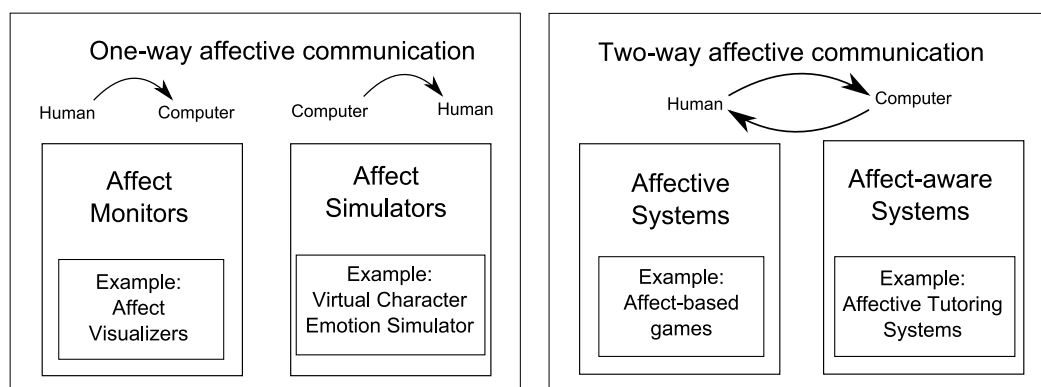 One-way affective communication
Human
Computer
Computer
Human
Affect
Monitors
Example:
Affect
Visualizers
Affect
Simulators
Example:
Virtual Character
Emotion Simulator
Two-way affective communication
Human
Computer
Affective
Systems
Example:
Affect-based
games
Affect-aware
Systems
Example:
Affective Tutoring
Systems